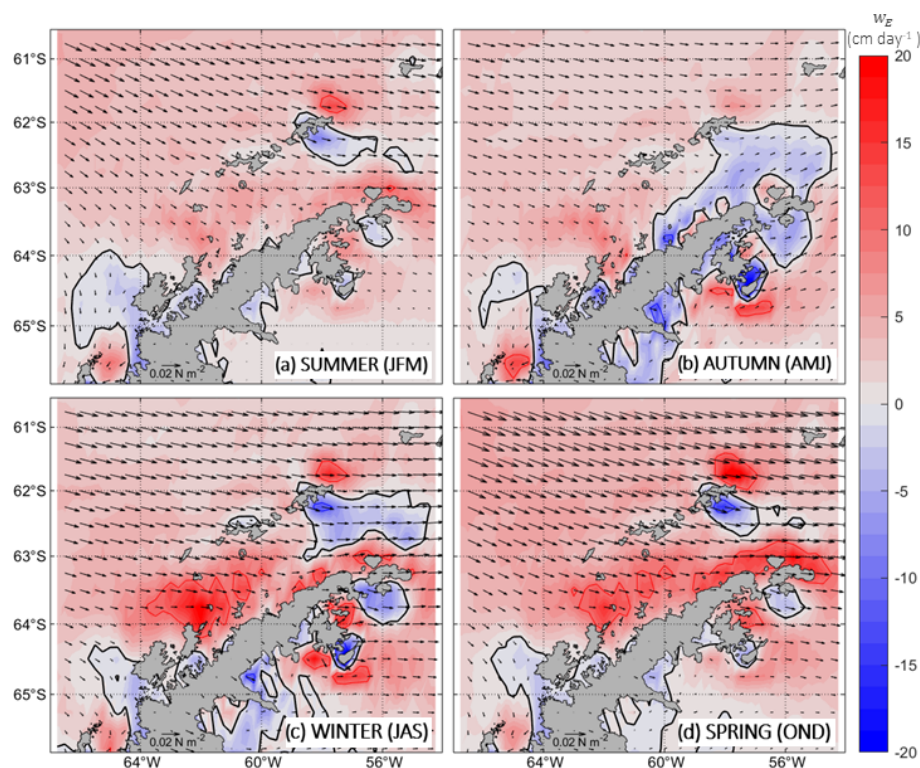 w_E
(cm day⁻¹)
61°S
62°S
63°S
64°S
65°S
0.02 N m⁻²
(a) SUMMER (JFM)
0.02 N m⁻²
(b) AUTUMN (AMJ)
20
15
10
5
0
-5
-10
-15
-20
61°S
62°S
63°S
64°S
65°S
0.02 N m⁻²
(c) WINTER (JAS)
0.02 N m⁻²
(d) SPRING (OND)
64°W
60°W
56°W
64°W
60°W
56°W